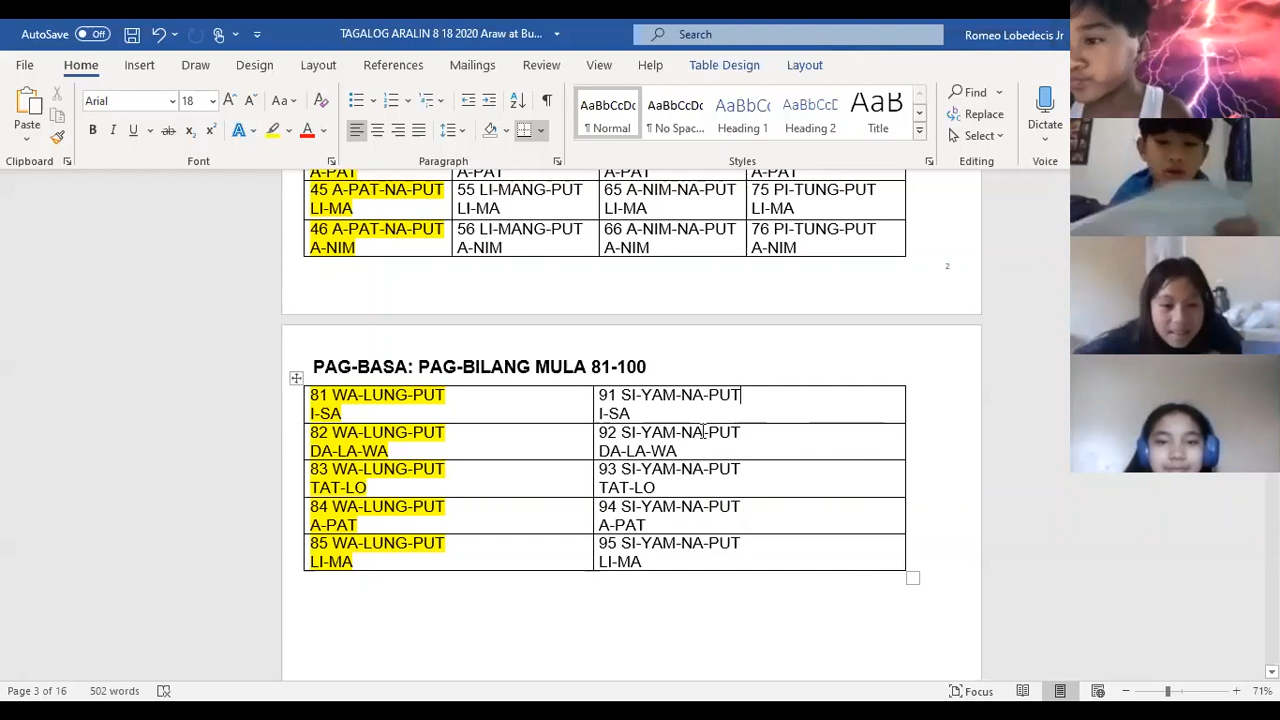 AutoSave Off TAGALOG ARALIN 8 18 2020 Araw at Bu... Search Romeo Lobedecis Jr
File Home Insert Draw Design Layout References Mailings Review View Help Table Design Layout
Paste Arial 18 Aa AaBbCcDc AaBbCcDc AaBbCc AaBbCcD AaB Find Dictate
B I U ab x₂ x² A A ¶ Normal ¶ No Spac... Heading 1 Heading 2 Title Replace Select
Clipboard Font Paragraph Styles Editing Voice
A-PAT A-PAT A-PAT A-PAT
45 A-PAT-NA-PUT 55 LI-MANG-PUT 65 A-NIM-NA-PUT 75 PI-TUNG-PUT
LI-MA LI-MA LI-MA LI-MA
46 A-PAT-NA-PUT 56 LI-MANG-PUT 66 A-NIM-NA-PUT 76 PI-TUNG-PUT
A-NIM A-NIM A-NIM A-NIM
2
PAG-BASA: PAG-BILANG MULA 81-100
81 WA-LUNG-PUT 91 SI-YAM-NA-PUT
I-SA I-SA
82 WA-LUNG-PUT 92 SI-YAM-NA-PUT
DA-LA-WA DA-LA-WA
83 WA-LUNG-PUT 93 SI-YAM-NA-PUT
TAT-LO TAT-LO
84 WA-LUNG-PUT 94 SI-YAM-NA-PUT
A-PAT A-PAT
85 WA-LUNG-PUT 95 SI-YAM-NA-PUT
LI-MA LI-MA
Page 3 of 16 502 words Focus 71%